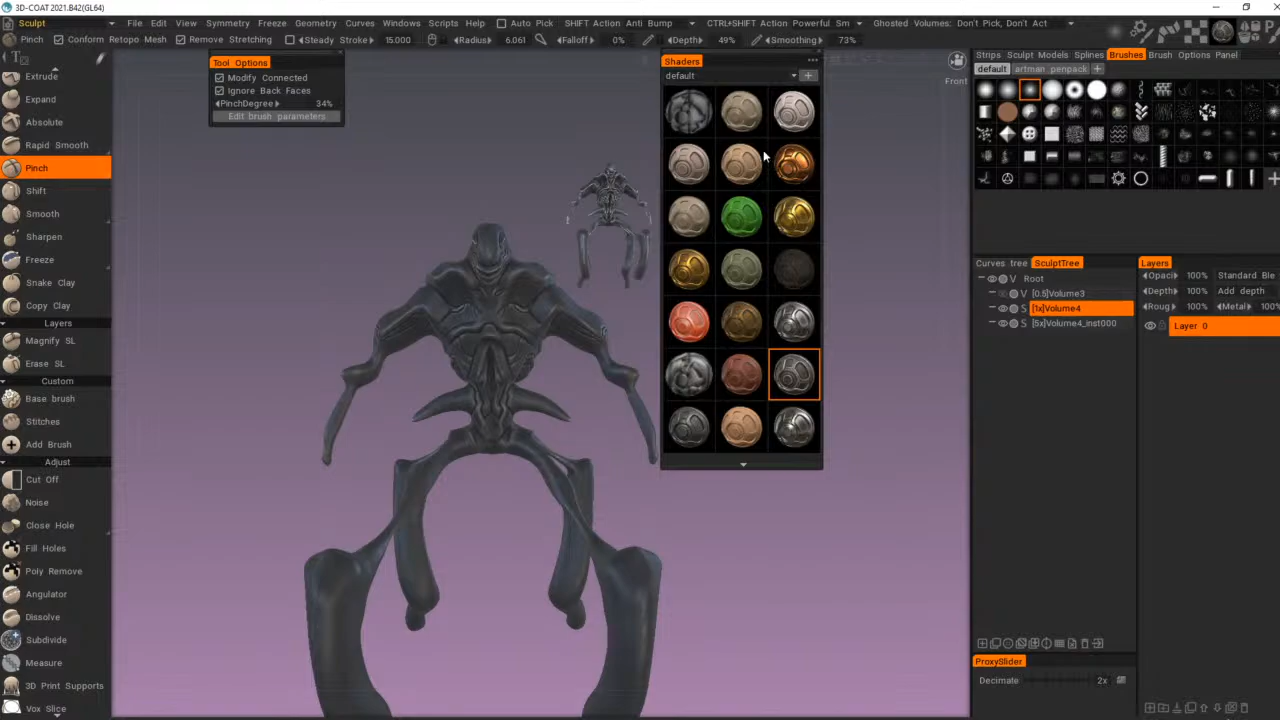 3D-COAT 2021.B42(GL64)
Sculpt File Edit View Symmetry Freeze Geometry Curves Windows Scripts Help Auto Pick SHIFT Action Anti Bump CTRL+SHIFT Action Powerful Sm Ghosted Volumes: Don't Pick, Don't Act
Pinch Conform Retopo Mesh Remove Stretching Steady Stroke 15.000 Radius 6.061 Falloff 0% Depth 49% Smoothing 73%
Extrude
Expand
Absolute
Rapid Smooth
Pinch
Shift
Smooth
Sharpen
Freeze
Snake Clay
Copy Clay
Layers
Magnify SL
Erase SL
Custom
Base brush
Stitches
Add Brush
Adjust
Cut Off
Noise
Close Hole
Fill Holes
Poly Remove
Angulator
Dissolve
Subdivide
Measure
3D Print Supports
Vox Slice
Tool Options
Modify Connected
Ignore Back Faces
PinchDegree 34%
Edit brush parameters
Shaders
default
Front
Strips Sculpt Models Splines Brushes Brush Options Panel
default artman penpack
Curves tree SculptTree
V Root
V [0.5]Volume3
S [1x]Volume4
S [5x]Volume4_inst000
Layers
Opaci 100% Standard Ble
Depth 100% Add depth
Roug 100% Metal 100%
Layer 0
ProxySlider
Decimate 2x